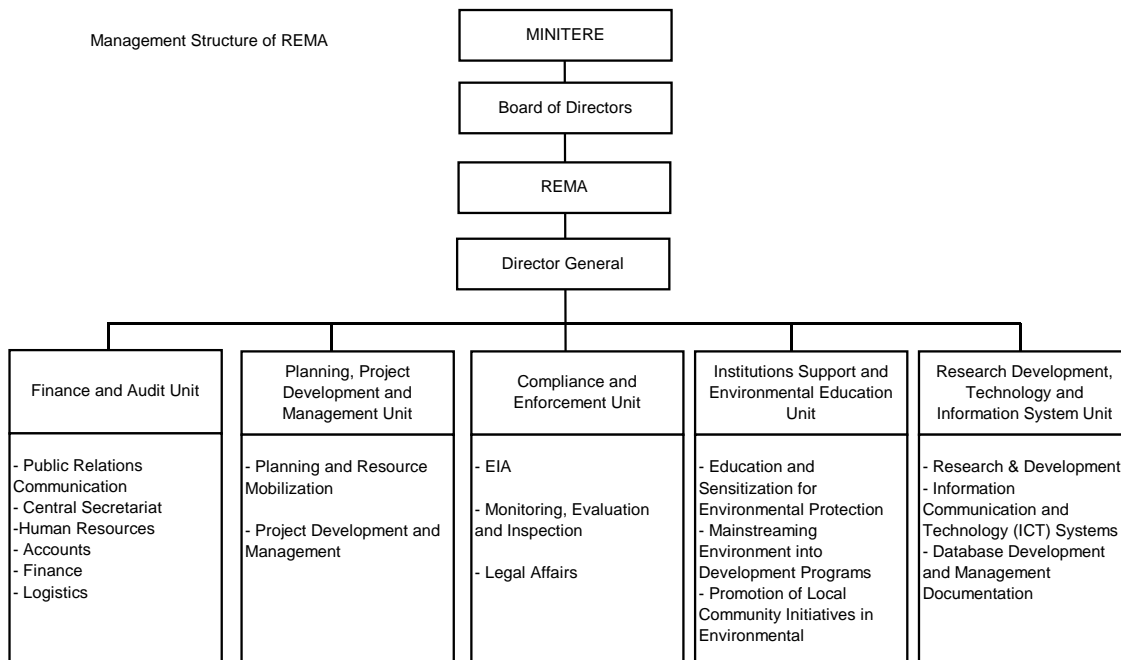 Management Structure of REMA
MINITERE
Board of Directors
REMA
Director General
Finance and Audit Unit
- Public Relations
Communication
- Central Secretariat
-Human Resources
- Accounts
- Finance
- Logistics
Planning, Project
Development and
Management Unit
- Planning and Resource
Mobilization
- Project Development and
Management
Compliance and
Enforcement Unit
- EIA
- Monitoring, Evaluation
and Inspection
- Legal Affairs
Institutions Support and
Environmental Education
Unit
- Education and
Sensitization for
Environmental Protection
- Mainstreaming
Environment into
Development Programs
- Promotion of Local
Community Initiatives in
Environmental
Research Development,
Technology and
Information System Unit
- Research & Development
- Information
Communication and
Technology (ICT) Systems
- Database Development
and Management
Documentation